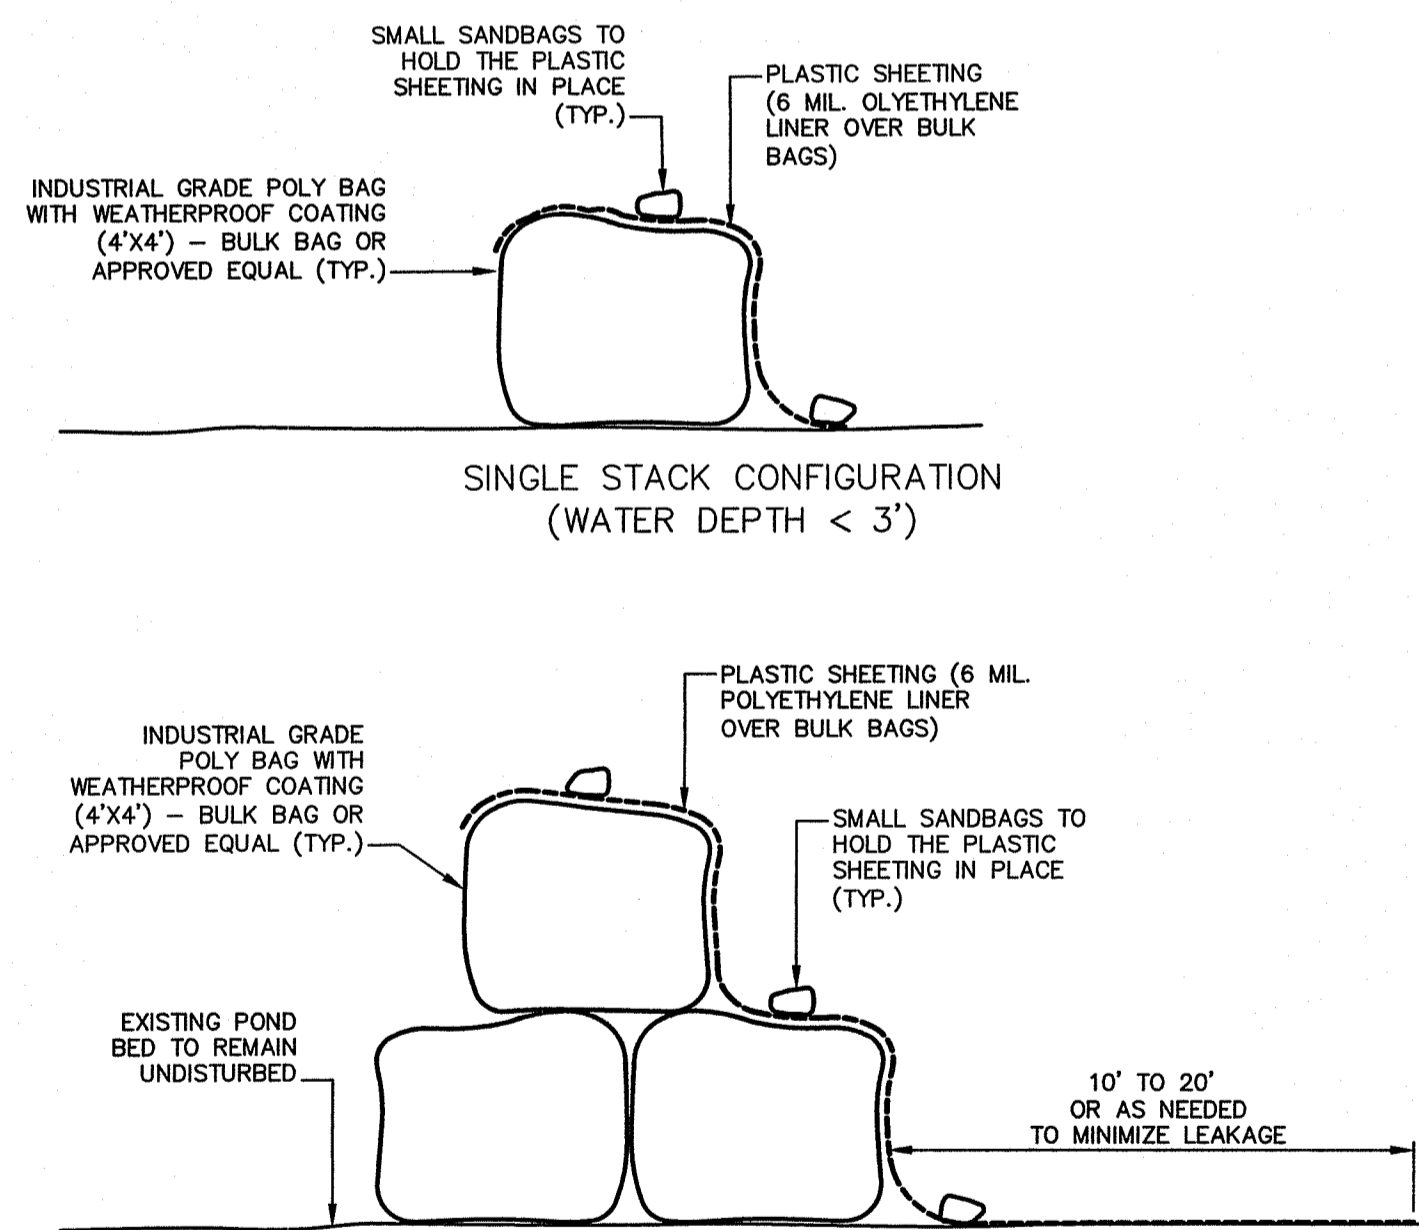 SMALL SANDBAGS TO
HOLD THE PLASTIC
SHEETING IN PLACE
(TYP.)
PLASTIC SHEETING
(6 MIL. OLYETHYLENE
LINER OVER BULK
BAGS)
INDUSTRIAL GRADE POLY BAG
WITH WEATHERPROOF COATING
(4'X4') – BULK BAG OR
APPROVED EQUAL (TYP.)
SINGLE STACK CONFIGURATION
(WATER DEPTH < 3')
PLASTIC SHEETING (6 MIL.
POLYETHYLENE LINER
OVER BULK BAGS)
INDUSTRIAL GRADE
POLY BAG WITH
WEATHERPROOF COATING
(4'X4') – BULK BAG OR
APPROVED EQUAL (TYP.)
SMALL SANDBAGS TO
HOLD THE PLASTIC
SHEETING IN PLACE
(TYP.)
EXISTING POND
BED TO REMAIN
UNDISTURBED
10' TO 20'
OR AS NEEDED
TO MINIMIZE LEAKAGE